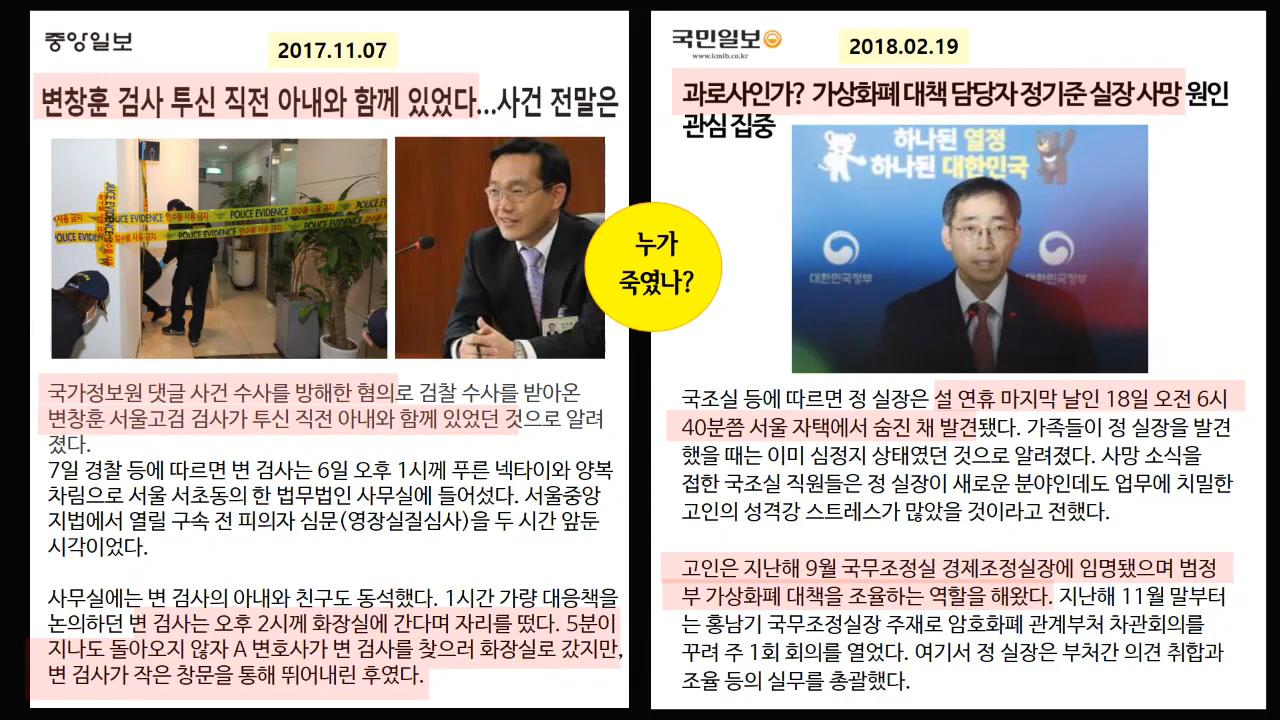 중앙일보
2017.11.07
변창훈 검사 투신 직전 아내와 함께 있었다...사건 전말은
POLICE EVIDENCE 압수물 사용 금지
POLICE EVIDENCE 압수물 사용 금지
국가정보원 댓글 사건 수사를 방해한 혐의로 검찰 수사를 받아온
변창훈 서울고검 검사가 투신 직전 아내와 함께 있었던 것으로 알려
졌다.
7일 경찰 등에 따르면 변 검사는 6일 오후 1시께 푸른 넥타이와 양복
차림으로 서울 서초동의 한 법무법인 사무실에 들어섰다. 서울중앙
지법에서 열릴 구속 전 피의자 심문(영장실질심사)을 두 시간 앞둔
시각이었다.
사무실에는 변 검사의 아내와 친구도 동석했다. 1시간 가량 대응책을
논의하던 변 검사는 오후 2시께 화장실에 간다며 자리를 떴다. 5분이
지나도 돌아오지 않자 A 변호사가 변 검사를 찾으러 화장실로 갔지만,
변 검사가 작은 창문을 통해 뛰어내린 후였다.
누가
죽였나?
국민일보
www.kmib.co.kr
2018.02.19
과로사인가? 가상화폐 대책 담당자 정기준 실장 사망 원인
관심 집중
하나된 열정
하나된 대한민국
대한민국정부
대한민국정부
국조실 등에 따르면 정 실장은 설 연휴 마지막 날인 18일 오전 6시
40분쯤 서울 자택에서 숨진 채 발견됐다. 가족들이 정 실장을 발견
했을 때는 이미 심정지 상태였던 것으로 알려졌다. 사망 소식을
접한 국조실 직원들은 정 실장이 새로운 분야인데도 업무에 치밀한
고인의 성격강 스트레스가 많았을 것이라고 전했다.
고인은 지난해 9월 국무조정실 경제조정실장에 임명됐으며 범정
부 가상화폐 대책을 조율하는 역할을 해왔다. 지난해 11월 말부터
는 홍남기 국무조정실장 주재로 암호화폐 관계부처 차관회의를
꾸려 주 1회 회의를 열었다. 여기서 정 실장은 부처간 의견 취합과
조율 등의 실무를 총괄했다.